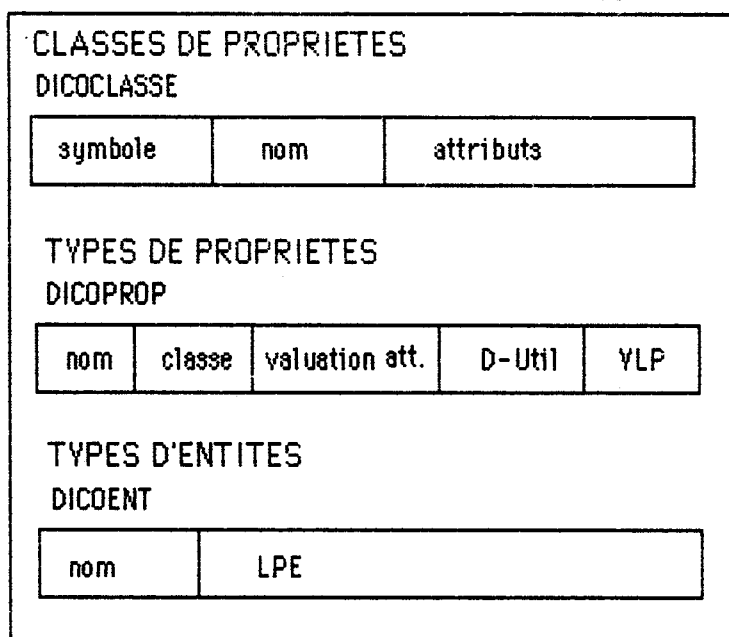 CLASSES DE PROPRIETES
DICOCLASSE
symbole nom attributs
TYPES DE PROPRIETES
DICOPROP
nom classe valuation att. D-Util VLP
TYPES D'ENTITES
DICOENT
nom LPE